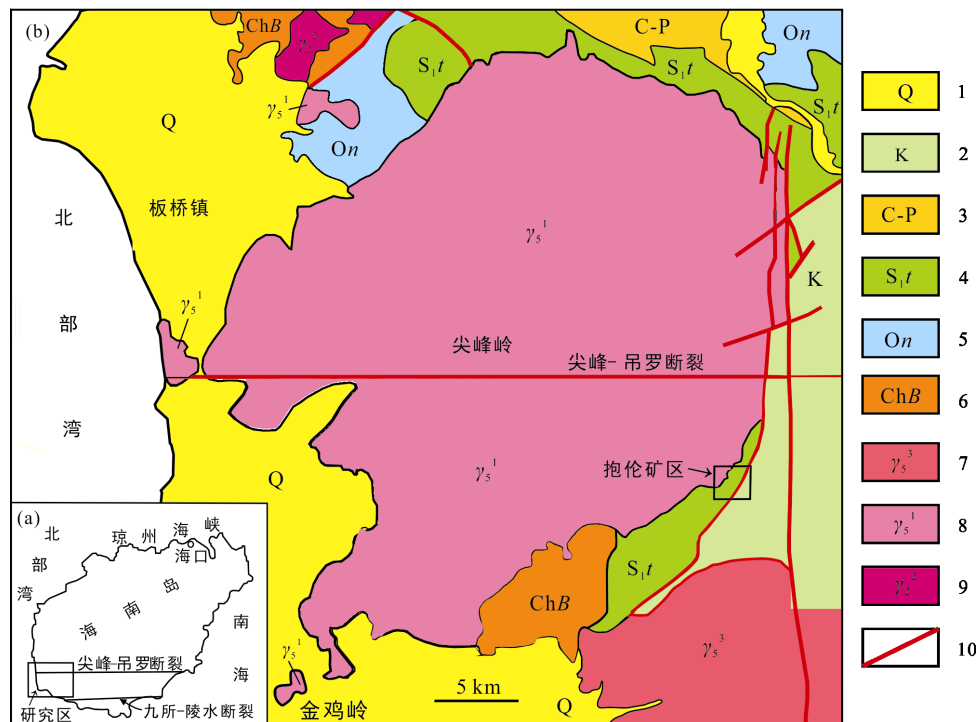 (b)
ChB
γ₂²
C-P
On
S₁t
S₁t
S₁t
γ₅¹
Q
On
板桥镇
γ₅¹
K
γ₅¹
北部湾
尖峰岭
尖峰-吊罗断裂
抱伦矿区
Q
γ₅¹
S₁t
ChB
γ₅³
γ₅¹
金鸡岭
5 km
Q
(a)
北部湾
琼州海峡
海口
海南岛
南海
尖峰-吊罗断裂
研究区
九所-陵水断裂
Q 1
K 2
C-P 3
S₁t 4
On 5
ChB 6
γ₅³ 7
γ₅¹ 8
γ₂² 9
10